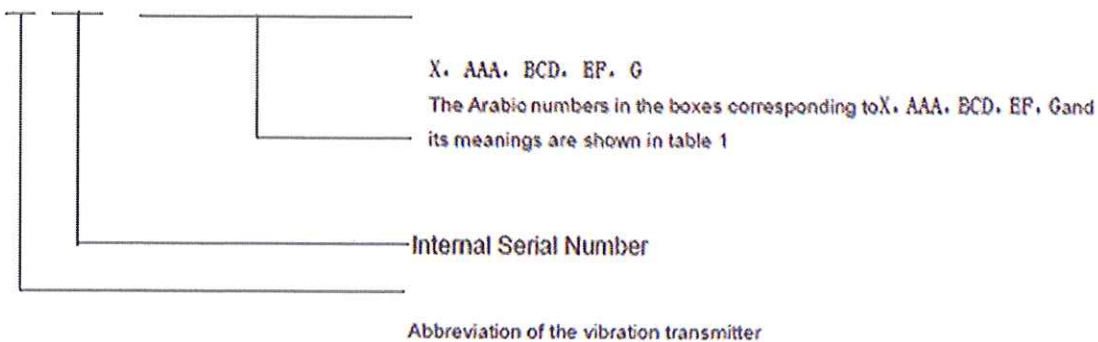 X. AAA. BCD. EF. G
The Arabic numbers in the boxes corresponding toX. AAA. BCD. EF. Gand
its meanings are shown in table 1
Internal Serial Number
Abbreviation of the vibration transmitter